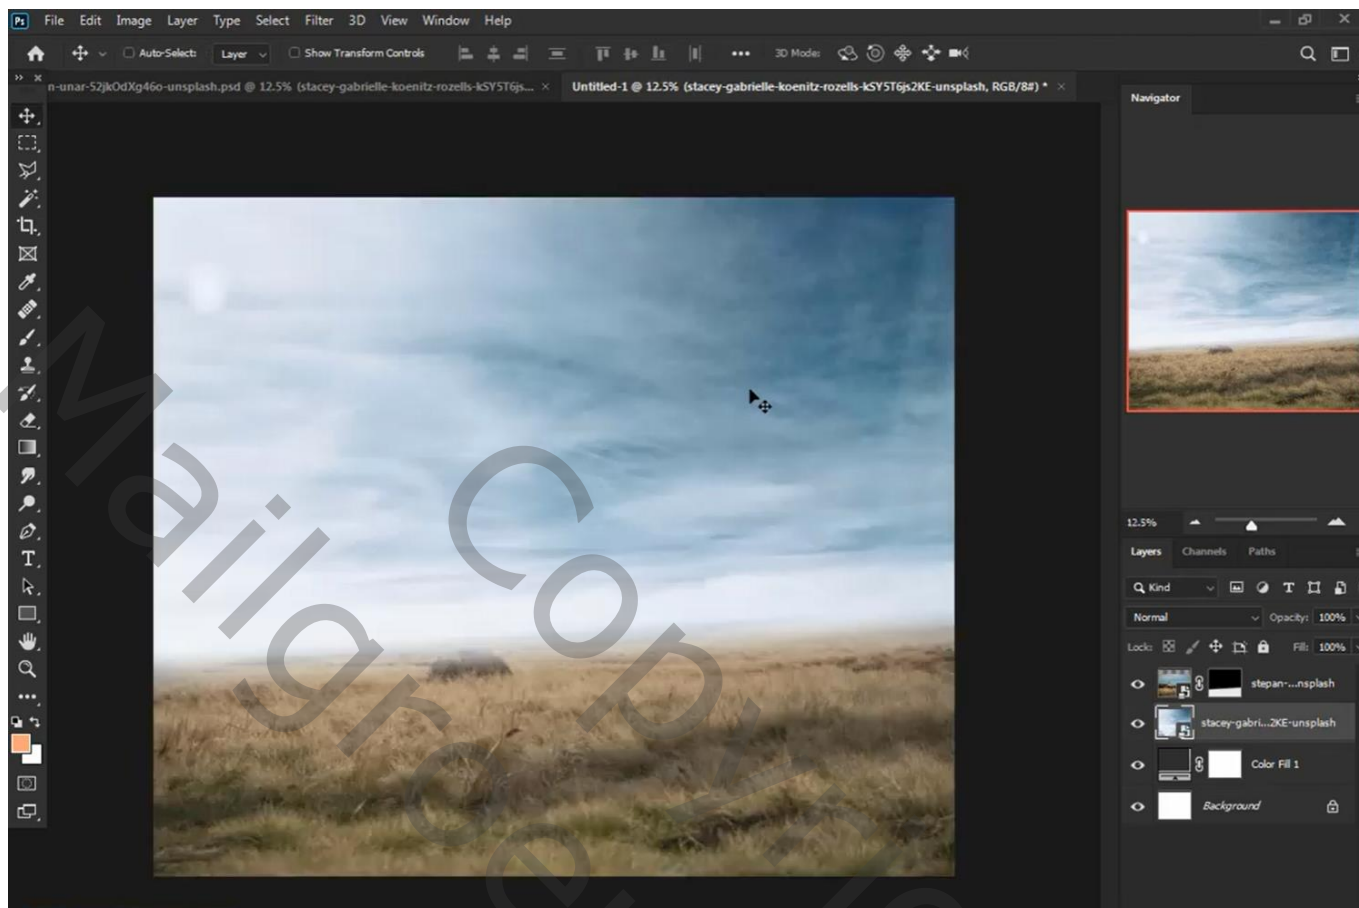 Ps File Edit Image Layer Type Select Filter 3D View Window Help
Auto-Select: Layer Show Transform Controls 3D Mode:
n-unar-52jkOdXg46o-unsplash.psd @ 12.5% (stacey-gabrielle-koenitz-rozells-kSY5T6js... × Untitled-1 @ 12.5% (stacey-gabrielle-koenitz-rozells-kSY5T6js2KE-unsplash, RGB/8#) * ×
Navigator
12.5%
Layers Channels Paths
Kind
Normal Opacity: 100%
Lock: Fill: 100%
stepan-...nsplash
stacey-gabri...2KE-unsplash
Color Fill 1
Background